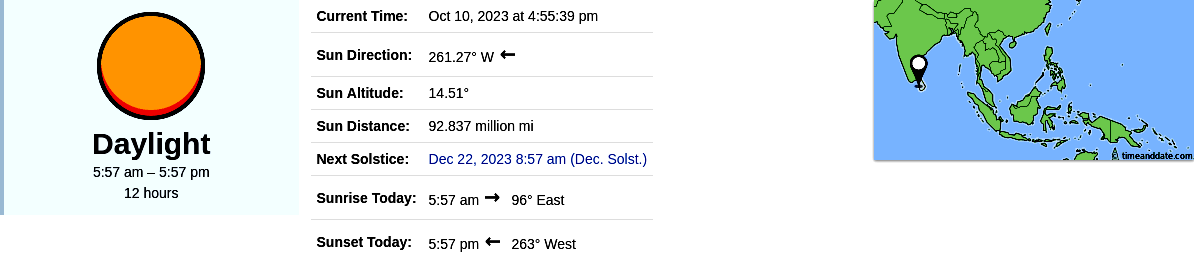 Daylight
5:57 am – 5:57 pm
12 hours
Current Time: Oct 10, 2023 at 4:55:39 pm
Sun Direction: 261.27° W ←
Sun Altitude: 14.51°
Sun Distance: 92.837 million mi
Next Solstice: Dec 22, 2023 8:57 am (Dec. Solst.)
Sunrise Today: 5:57 am → 96° East
Sunset Today: 5:57 pm ← 263° West
© timeanddate.com